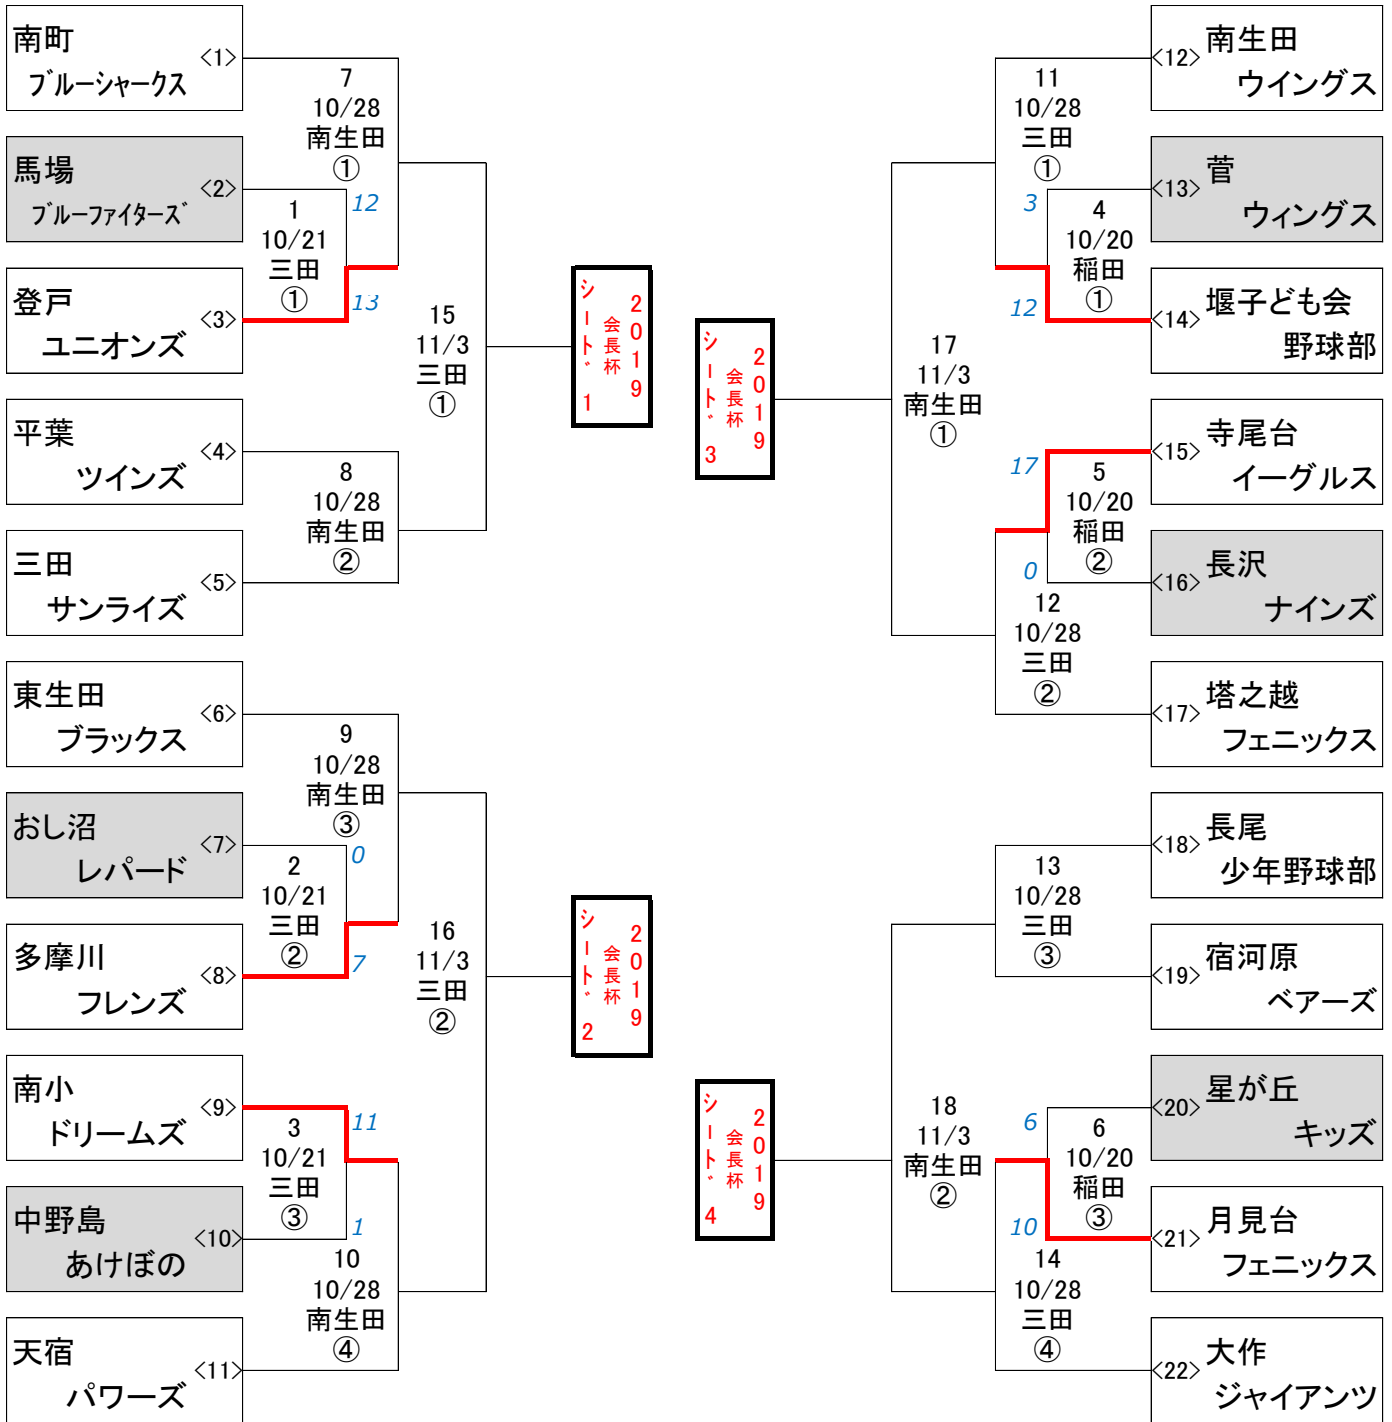 南町
ブルーシャークス
<1>
馬場
ブルーファイターズ
<2>
登戸
ユニオンズ
<3>
平葉
ツインズ
<4>
三田
サンライズ
<5>
東生田
ブラックス
<6>
おし沼
レパード
<7>
多摩川
フレンズ
<8>
南小
ドリームズ
<9>
中野島
あけぼの
<10>
天宿
パワーズ
<11>
1
10/21
三田
①
12
13
2
10/21
三田
②
0
7
3
10/21
三田
③
11
1
7
10/28
南生田
①
8
10/28
南生田
②
9
10/28
南生田
③
10
10/28
南生田
④
15
11/3
三田
①
16
11/3
三田
②
2019
会長杯
シード1
2019
会長杯
シード2
2019
会長杯
シード3
2019
会長杯
シード4
17
11/3
南生田
①
18
11/3
南生田
②
11
10/28
三田
①
12
10/28
三田
②
13
10/28
三田
③
14
10/28
三田
④
3
12
4
10/20
稲田
①
17
0
5
10/20
稲田
②
6
10
6
10/20
稲田
③
<12>
南生田
ウイングス
<13>
菅
ウィングス
<14>
堰子ども会
野球部
<15>
寺尾台
イーグルス
<16>
長沢
ナインズ
<17>
塔之越
フェニックス
<18>
長尾
少年野球部
<19>
宿河原
ベアーズ
<20>
星が丘
キッズ
<21>
月見台
フェニックス
<22>
大作
ジャイアンツ